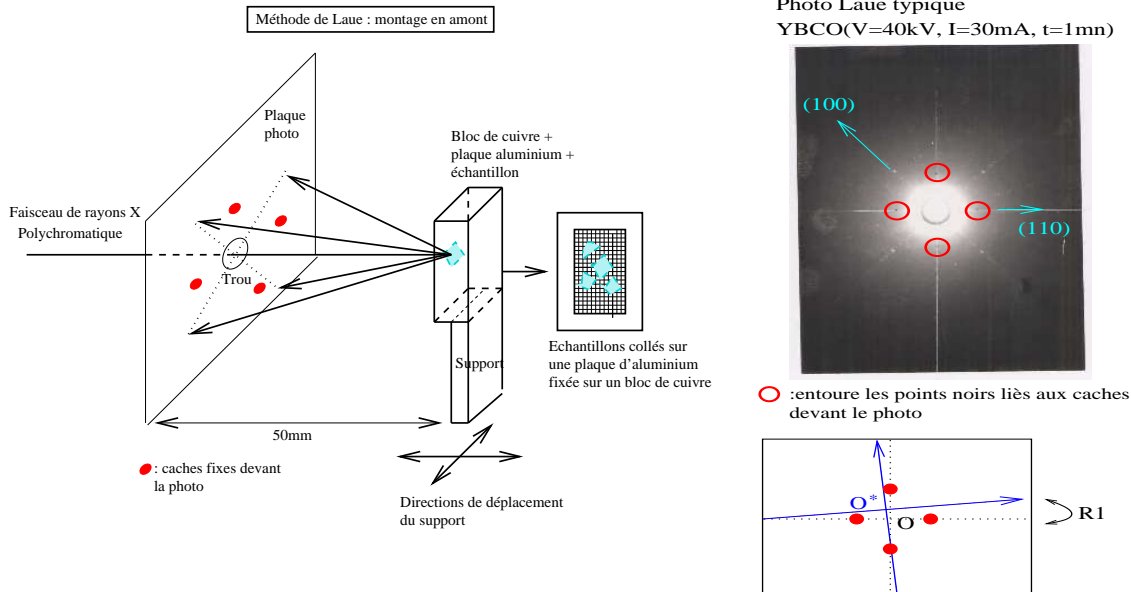 Méthode de Laue : montage en amont
Plaque
photo
Bloc de cuivre +
plaque aluminium +
échantillon
Faisceau de rayons X
Polychromatique
Trou
Support
Echantillons collés sur
une plaque d'aluminium
fixée sur un bloc de cuivre
50mm
: caches fixes devant
la photo
Directions de déplacement
du support
Photo Laue typique
YBCO(V=40kV, I=30mA, t=1mn)
(100)
(110)
:entoure les points noirs liès aux caches
devant le photo
O*
O
R1